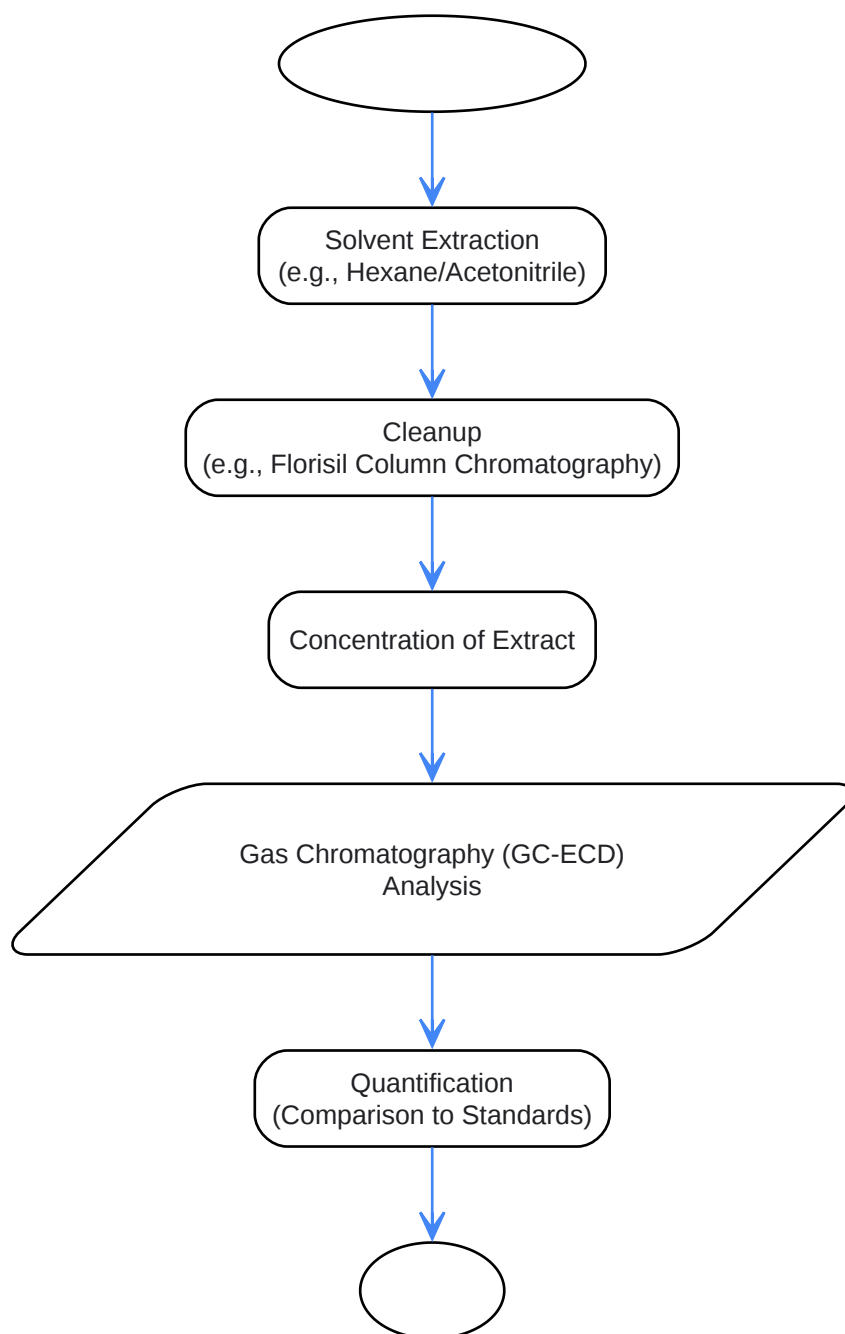 Solvent Extraction
(e.g., Hexane/Acetonitrile)
Cleanup
(e.g., Florisil Column Chromatography)
Concentration of Extract
Gas Chromatography (GC-ECD)
Analysis
Quantification
(Comparison to Standards)